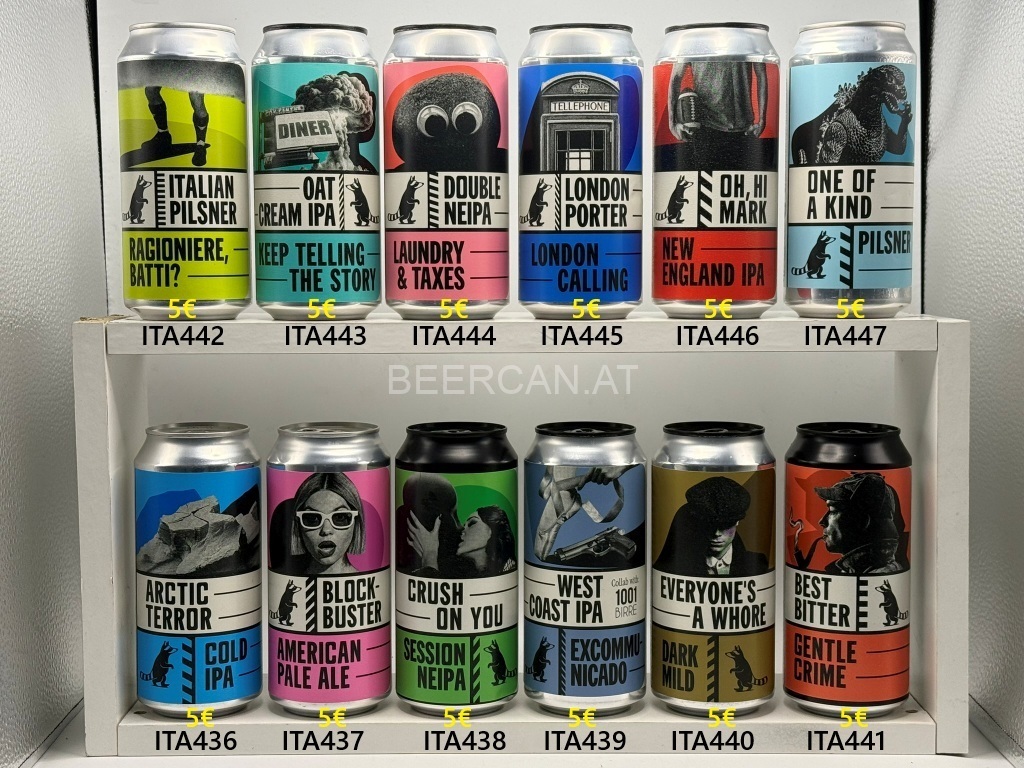 DINER
TELLEPHONE
ITALIAN
PILSNER
RAGIONIERE,
BATTI?
OAT
CREAM IPA
KEEP TELLING
THE STORY
DOUBLE
NEIPA
LAUNDRY
& TAXES
LONDON
PORTER
LONDON
CALLING
OH, HI
MARK
NEW
ENGLAND IPA
ONE OF
A KIND
PILSNER
5€
5€
5€
5€
5€
5€
ITA442
ITA443
ITA444
ITA445
ITA446
ITA447
BEERCAN.AT
ARCTIC
TERROR
COLD
IPA
BLOCK-
BUSTER
AMERICAN
PALE ALE
CRUSH
ON YOU
SESSION
NEIPA
WEST
COAST IPA
Collab with
1001
BIRRE
EXCOMMU-
NICADO
EVERYONE'S
A WHORE
DARK
MILD
BEST
BITTER
GENTLE
CRIME
5€
5€
5€
5€
5€
5€
ITA436
ITA437
ITA438
ITA439
ITA440
ITA441